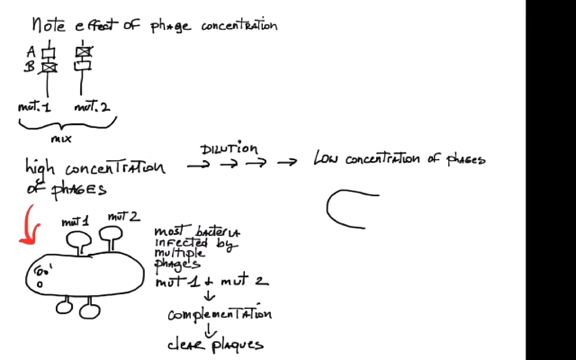 Note effect of phage concentration
A
B
mut.1 mut.2
mix
high concentration of phages
DILUTION
Low concentration of phages
mut 1 mut 2
most bacteria
infected by
multiple
phages
mut 1 + mut 2
complementation
clear plaques